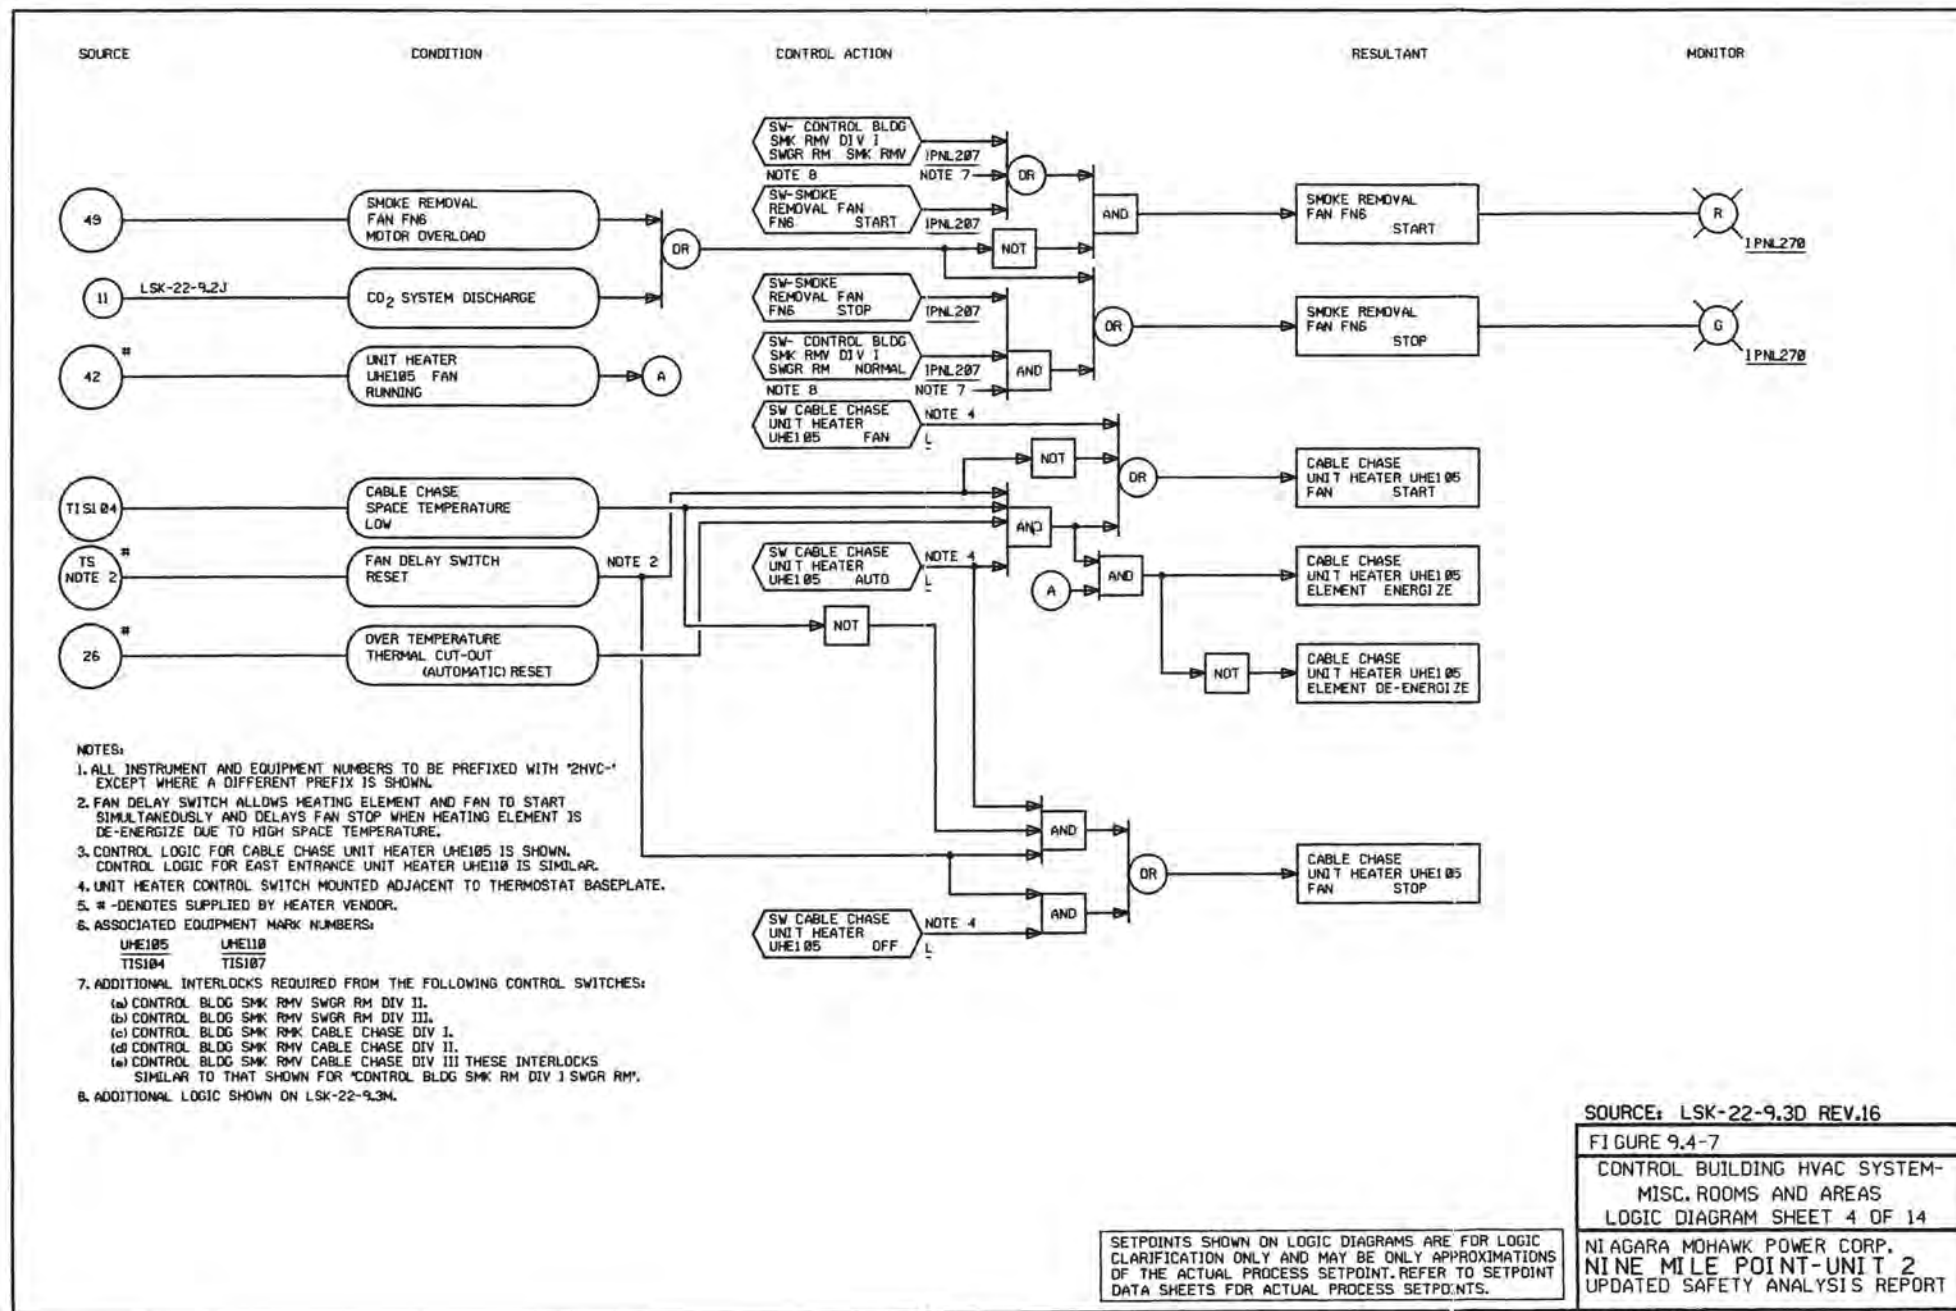 SOURCE
CONDITION
CONTROL ACTION
RESULTANT
MONITOR
49
SMOKE REMOVAL
FAN FN6
MOTOR OVERLOAD
11
LSK-22-9.2J
CO2 SYSTEM DISCHARGE
OR
42
#
UNIT HEATER
UHE105 FAN
RUNNING
A
TIS104
CABLE CHASE
SPACE TEMPERATURE
LOW
TS
NOTE 2
#
FAN DELAY SWITCH
RESET
NOTE 2
26
#
OVER TEMPERATURE
THERMAL CUT-OUT
(AUTOMATIC) RESET
SW- CONTROL BLDG
SMK RMV DIV I
SWGR RM SMK RMV
1PNL207
NOTE 8
NOTE 7
OR
SW-SMOKE
REMOVAL FAN
FN6 START
1PNL207
NOT
AND
SMOKE REMOVAL
FAN FN6
START
R
1PNL270
SW-SMOKE
REMOVAL FAN
FN6 STOP
1PNL207
SW- CONTROL BLDG
SMK RMV DIV I
SWGR RM NORMAL
1PNL207
NOTE 8
NOTE 7
AND
OR
SMOKE REMOVAL
FAN FN6
STOP
G
1PNL270
SW CABLE CHASE
UNIT HEATER
UHE105 FAN
NOTE 4
L
NOT
OR
CABLE CHASE
UNIT HEATER UHE105
FAN START
AND
SW CABLE CHASE
UNIT HEATER
UHE105 AUTO
NOTE 4
L
A
AND
CABLE CHASE
UNIT HEATER UHE105
ELEMENT ENERGIZE
NOT
NOT
CABLE CHASE
UNIT HEATER UHE105
ELEMENT DE-ENERGIZE
AND
OR
CABLE CHASE
UNIT HEATER UHE105
FAN STOP
SW CABLE CHASE
UNIT HEATER
UHE105 OFF
NOTE 4
L
AND
NOTES:
1. ALL INSTRUMENT AND EQUIPMENT NUMBERS TO BE PREFIXED WITH "2HVC-"
EXCEPT WHERE A DIFFERENT PREFIX IS SHOWN.
2. FAN DELAY SWITCH ALLOWS HEATING ELEMENT AND FAN TO START
SIMULTANEOUSLY AND DELAYS FAN STOP WHEN HEATING ELEMENT IS
DE-ENERGIZE DUE TO HIGH SPACE TEMPERATURE.
3. CONTROL LOGIC FOR CABLE CHASE UNIT HEATER UHE105 IS SHOWN.
CONTROL LOGIC FOR EAST ENTRANCE UNIT HEATER UHE110 IS SIMILAR.
4. UNIT HEATER CONTROL SWITCH MOUNTED ADJACENT TO THERMOSTAT BASEPLATE.
5. # -DENOTES SUPPLIED BY HEATER VENDOR.
6. ASSOCIATED EQUIPMENT MARK NUMBERS:
UHE105 UHE110
TIS104 TIS107
7. ADDITIONAL INTERLOCKS REQUIRED FROM THE FOLLOWING CONTROL SWITCHES:
(a) CONTROL BLDG SMK RMV SWGR RM DIV II.
(b) CONTROL BLDG SMK RMV SWGR RM DIV III.
(c) CONTROL BLDG SMK RMK CABLE CHASE DIV I.
(d) CONTROL BLDG SMK RMV CABLE CHASE DIV II.
(e) CONTROL BLDG SMK RMV CABLE CHASE DIV III THESE INTERLOCKS
SIMILAR TO THAT SHOWN FOR "CONTROL BLDG SMK RM DIV I SWGR RM".
8. ADDITIONAL LOGIC SHOWN ON LSK-22-9.3M.
SETPOINTS SHOWN ON LOGIC DIAGRAMS ARE FOR LOGIC
CLARIFICATION ONLY AND MAY BE ONLY APPROXIMATIONS
OF THE ACTUAL PROCESS SETPOINT. REFER TO SETPOINT
DATA SHEETS FOR ACTUAL PROCESS SETPOINTS.
SOURCE: LSK-22-9.3D REV.16
FIGURE 9.4-7
CONTROL BUILDING HVAC SYSTEM-
MISC. ROOMS AND AREAS
LOGIC DIAGRAM SHEET 4 OF 14
NIAGARA MOHAWK POWER CORP.
NINE MILE POINT-UNIT 2
UPDATED SAFETY ANALYSIS REPORT